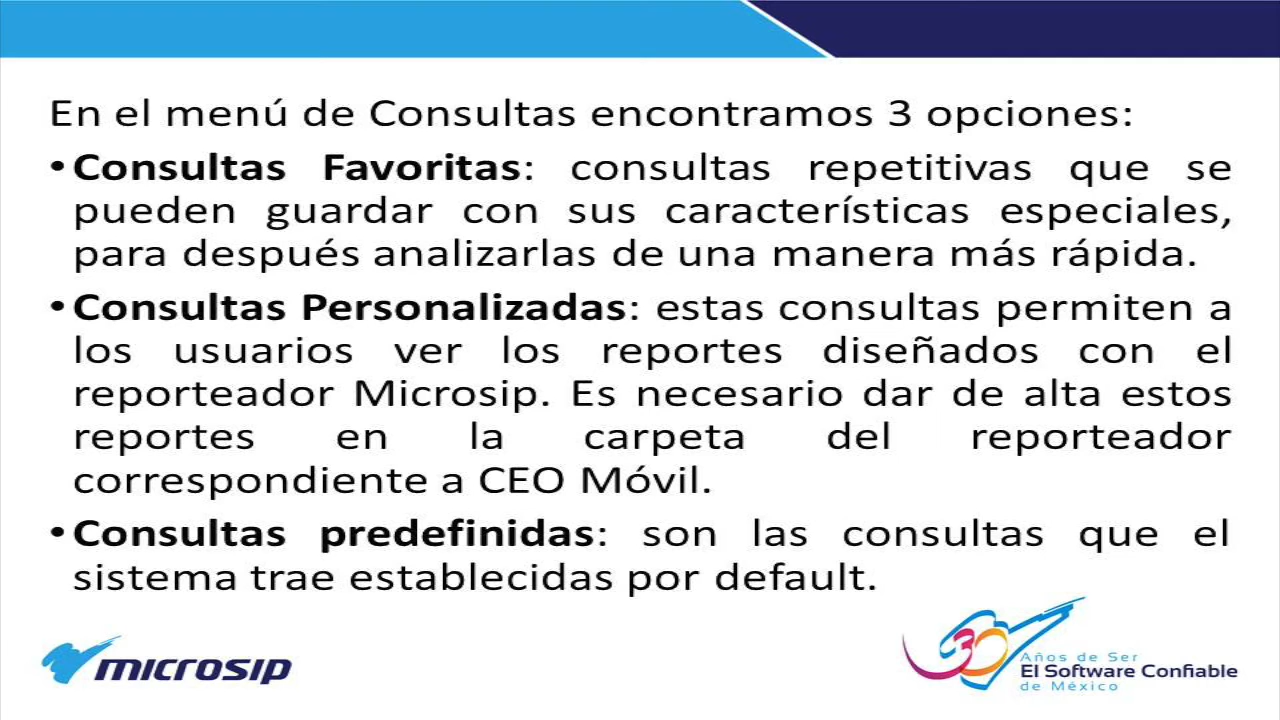 En el menú de Consultas encontramos 3 opciones:
•Consultas Favoritas: consultas repetitivas que se
pueden guardar con sus características especiales,
para después analizarlas de una manera más rápida.
•Consultas Personalizadas: estas consultas permiten a
los usuarios ver los reportes diseñados con el
reporteador Microsip. Es necesario dar de alta estos
reportes en la carpeta del reporteador
correspondiente a CEO Móvil.
•Consultas predefinidas: son las consultas que el
sistema trae establecidas por default.
microsip
30
Años de Ser
El Software Confiable
de México